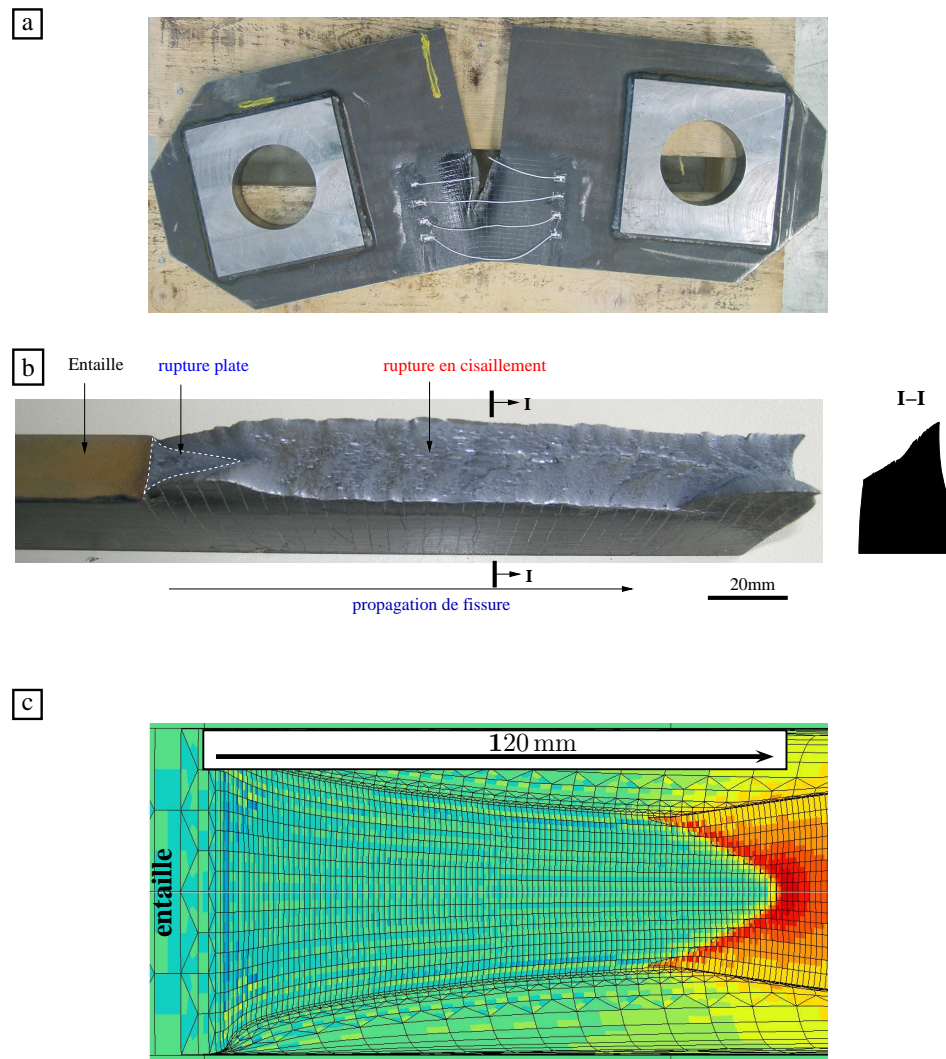 a
b
Entaille
rupture plate
rupture en cisaillement
I
I–I
I
20mm
propagation de fissure
c
120 mm
entaille